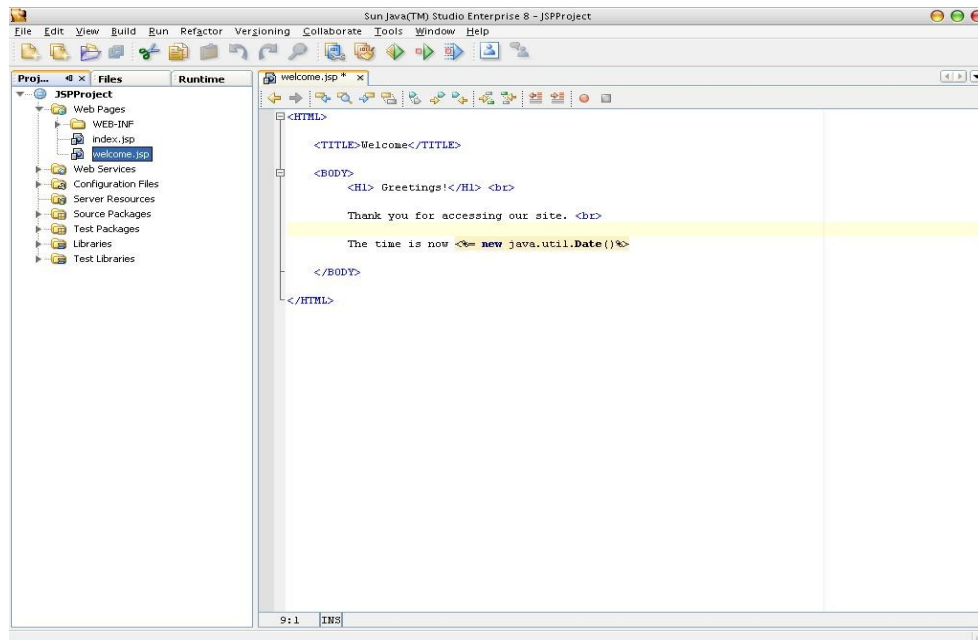 Sun Java(TM) Studio Enterprise 8 - JSPProject
File Edit View Build Run Refactor Versioning Collaborate Tools Window Help
Proj... Files Runtime
welcome.jsp *
JSPProject
Web Pages
WEB-INF
index.jsp
welcome.jsp
Web Services
Configuration Files
Server Resources
Source Packages
Test Packages
Libraries
Test Libraries
<HTML>
<TITLE>Welcome</TITLE>
<BODY>
<H1> Greetings!</H1> <br>
Thank you for accessing our site. <br>
The time is now <%= new java.util.Date()%>
</BODY>
</HTML>
9:1 INS